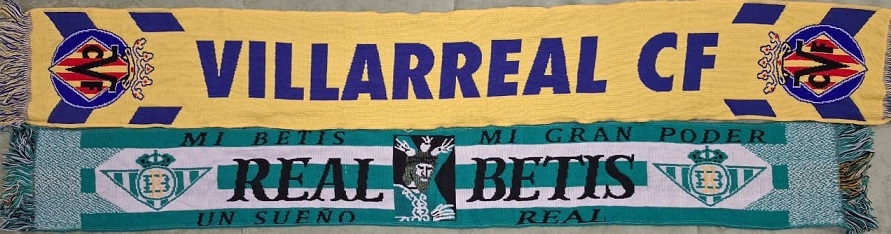 VILLARREAL CF
MI BETIS MI GRAN PODER
REAL BETIS
UN SUEÑO REAL